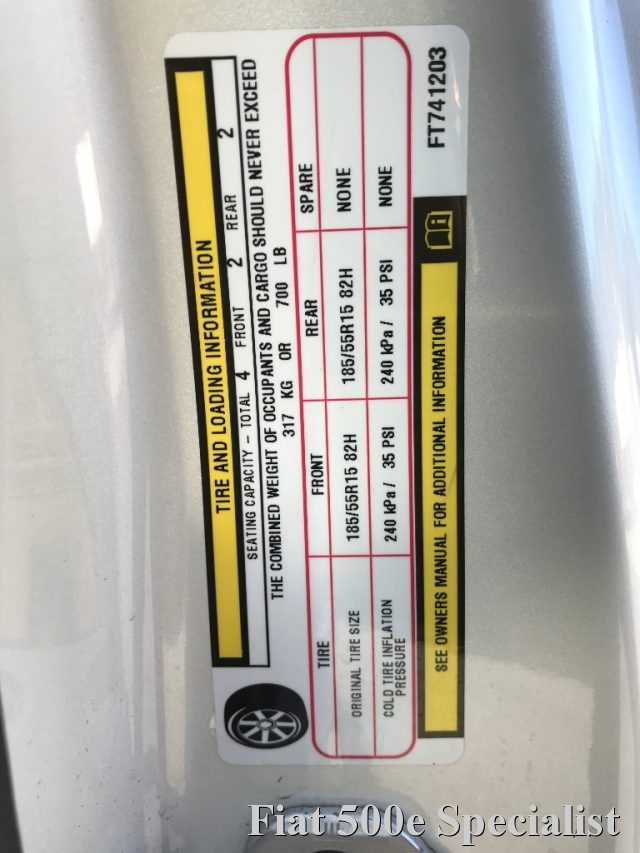 TIRE AND LOADING INFORMATION
SEATING CAPACITY - TOTAL 4 FRONT 2 REAR 2
THE COMBINED WEIGHT OF OCCUPANTS AND CARGO SHOULD NEVER EXCEED
317 KG OR 700 LB
TIRE FRONT REAR SPARE
ORIGINAL TIRE SIZE 185/55R15 82H 185/55R15 82H NONE
COLD TIRE INFLATION PRESSURE 240 kPa / 35 PSI 240 kPa / 35 PSI NONE
SEE OWNERS MANUAL FOR ADDITIONAL INFORMATION
FT741203
Fiat 500e Specialist